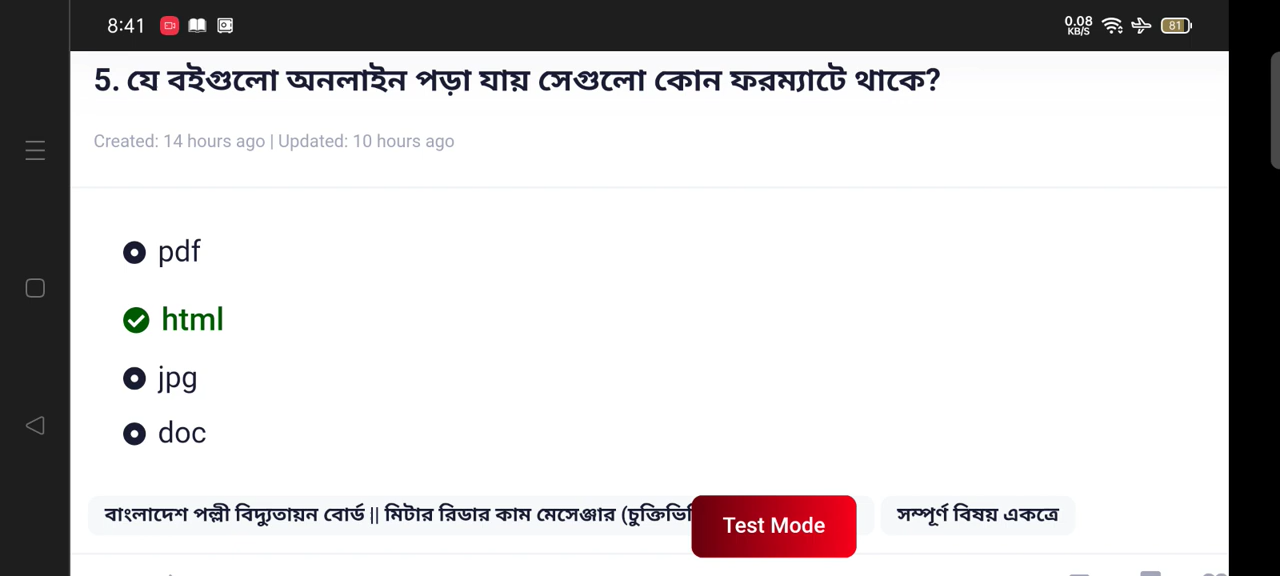 8:41
0.08
KB/S
81
5. যে বইগুলো অনলাইন পড়া যায় সেগুলো কোন ফরম্যাটে থাকে?
Created: 14 hours ago | Updated: 10 hours ago
pdf
html
jpg
doc
বাংলাদেশ পল্লী বিদ্যুতায়ন বোর্ড || মিটার রিডার কাম মেসেঞ্জার
Test Mode
সম্পূর্ণ বিষয় একত্রে